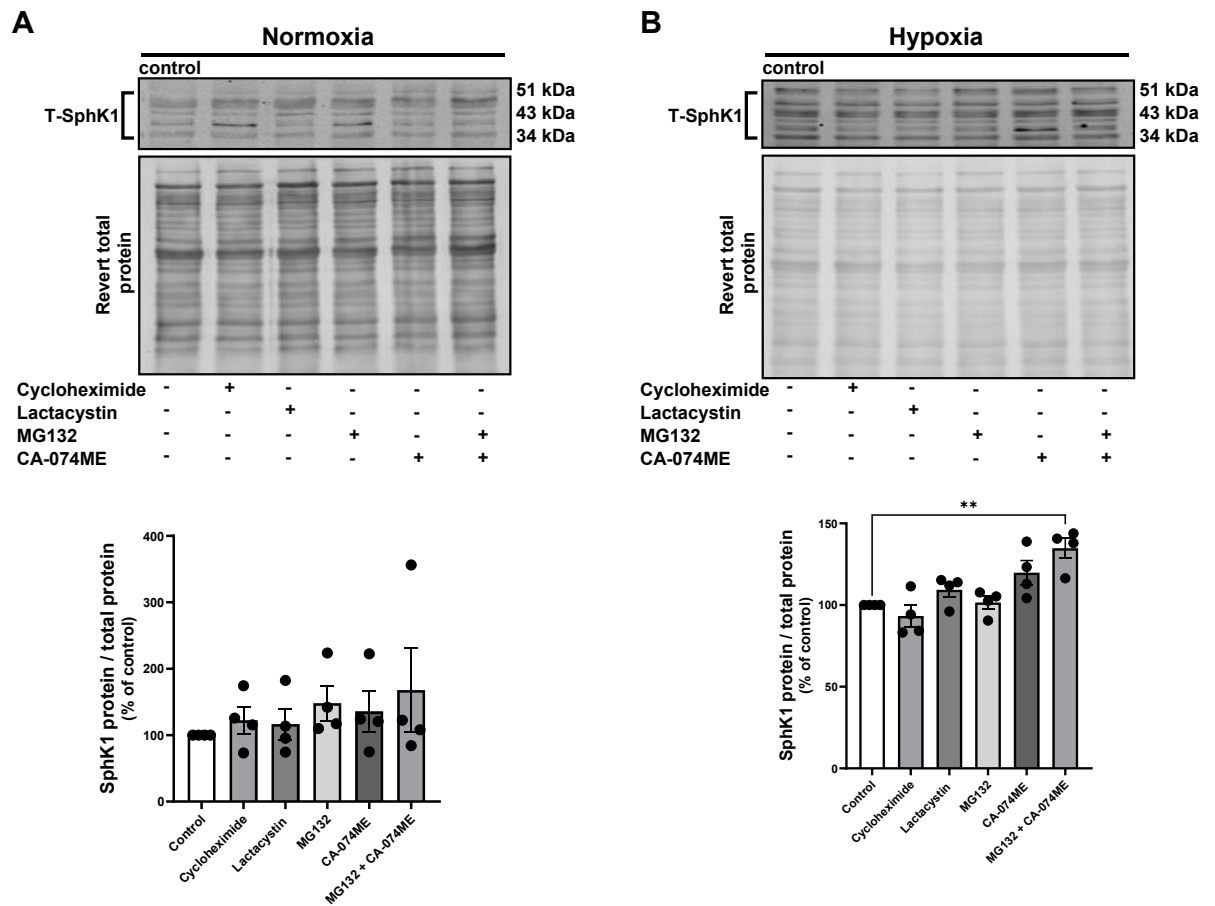 A
Normoxia
control
T-SphK1
51 kDa
43 kDa
34 kDa
Revert total
protein
Cycloheximide - + - - - -
Lactacystin - - + - - -
MG132 - - - + - +
CA-074ME - - - - + +
SphK1 protein / total protein
(% of control)
400
300
200
100
0
Control
Cycloheximide
Lactacystin
MG132
CA-074ME
MG132 + CA-074ME
B
Hypoxia
control
T-SphK1
51 kDa
43 kDa
34 kDa
Revert total
protein
Cycloheximide - + - - - -
Lactacystin - - + - - -
MG132 - - - + - +
CA-074ME - - - - + +
**
SphK1 protein / total protein
(% of control)
150
100
50
0
Control
Cycloheximide
Lactacystin
MG132
CA-074ME
MG132 + CA-074ME